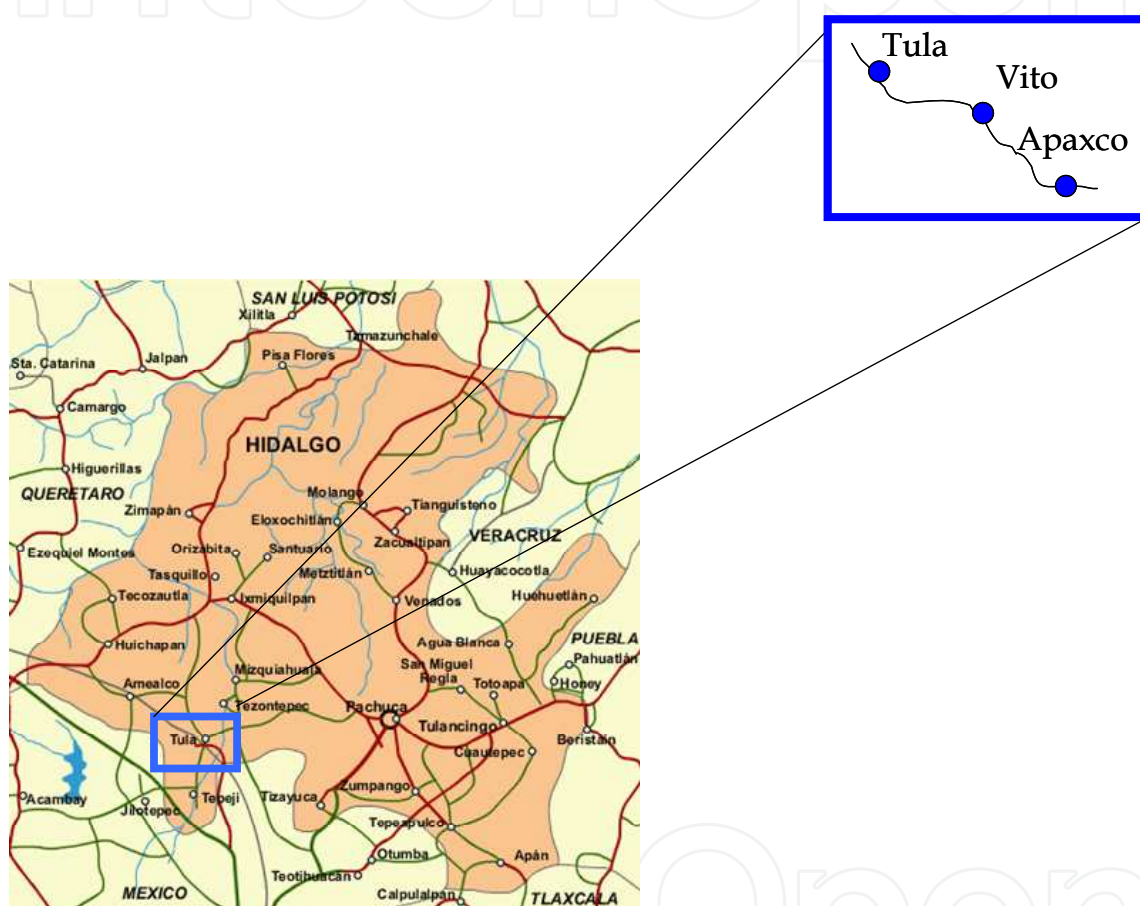 Tula
Vito
Apaxco
SAN LUIS POTOSI
Xilitla
Tamazunchale
Sta. Catarina
Jalpan
Pisa Flores
Camargo
HIDALGO
Higuerillas
QUERETARO
Molango
Zimapán
Tianguisteno
Eloxochitlán
VERACRUZ
Zacualtipan
Ezequiel Montes
Orizabita
Santuario
Tasquillo
Metztitlán
Huayacocotla
Tecozautla
Ixmiquilpan
Venados
Huehuetlán
Huichapan
Agua Blanca
PUEBLA
Pahuatlán
Mizquiahuala
San Miguel
Regla
Totoapa
Honey
Amealco
Tezontepec
Pachuca
Tulancingo
Tula
Cuautepec
Beristáin
Acambay
Jilotepec
Tepeji
Tizayuca
Zumpango
Tepeapulco
Otumba
Apán
Teotihuacán
MEXICO
Calpulalpán
TLAXCALA